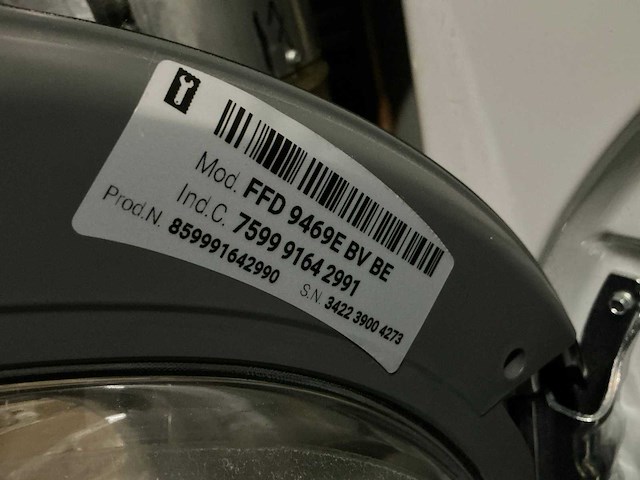 Mod. FFD 9469E BV BE
Ind.C. 7599 9164 2991
Prod.N. 859991642990
S.N. 3422 3900 4273